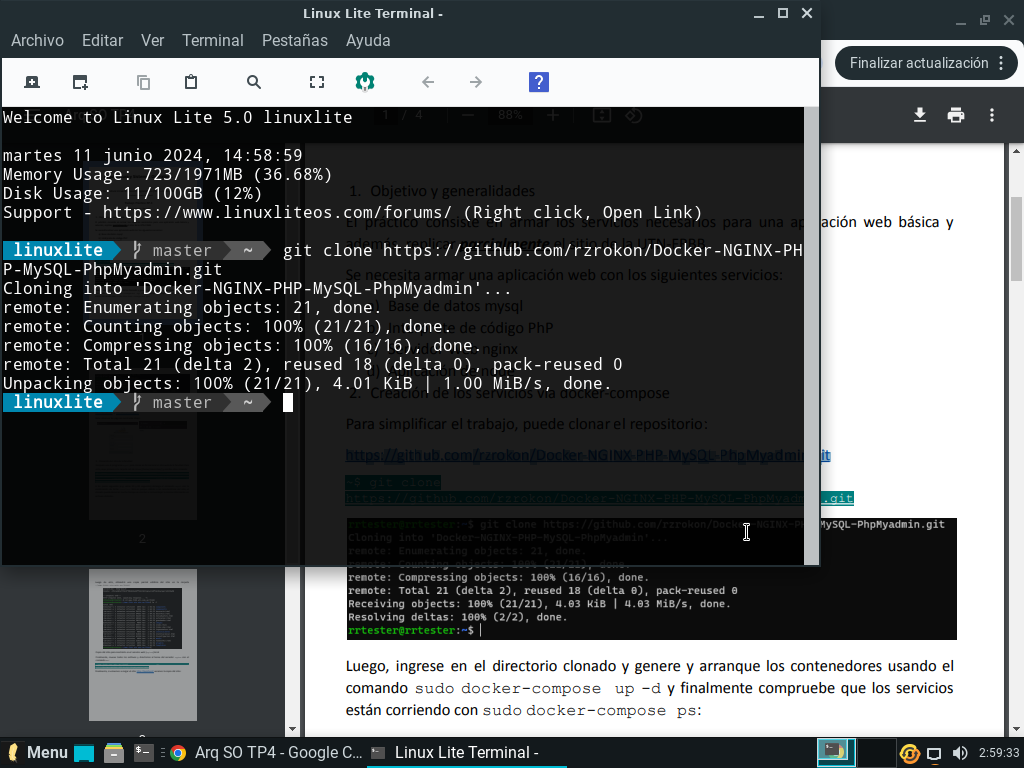 Linux Lite Terminal -
Archivo Editar Ver Terminal Pestañas Ayuda
Finalizar actualización
Arq SO TP4
1 / 4
88%
Welcome to Linux Lite 5.0 linuxlite
martes 11 junio 2024, 14:58:59
Memory Usage: 723/1971MB (36.68%)
Disk Usage: 11/100GB (12%)
Support - https://www.linuxliteos.com/forums/ (Right click, Open Link)
linuxlite master ~ git clone https://github.com/rzrokon/Docker-NGINX-PH
P-MySQL-PhpMyadmin.git
Cloning into 'Docker-NGINX-PHP-MySQL-PhpMyadmin'...
remote: Enumerating objects: 21, done.
remote: Counting objects: 100% (21/21), done.
remote: Compressing objects: 100% (16/16), done.
remote: Total 21 (delta 2), reused 18 (delta 0), pack-reused 0
Unpacking objects: 100% (21/21), 4.01 KiB | 1.00 MiB/s, done.
linuxlite master ~
1. Objetivo y generalidades
El práctico consiste en armar los servicios necesarios para una aplicación web básica y
Se necesita armar una aplicación web con los siguientes servicios:
Base de datos mysql
de código PhP
nginx
2. Creación de los servicios vía docker-compose
Para simplificar el trabajo, puede clonar el repositorio:
https://github.com/rzrokon/Docker-NGINX-PHP-MySQL-PhpMyadmin.git
~$ git clone
https://github.com/rzrokon/Docker-NGINX-PHP-MySQL-PhpMyadmin.git
rrtester@rrtester:~$ git clone https://github.com/rzrokon/Docker-NGINX-PHP-MySQL-PhpMyadmin.git
Cloning into 'Docker-NGINX-PHP-MySQL-PhpMyadmin'...
remote: Enumerating objects: 21, done.
remote: Counting objects: 100% (21/21), done.
remote: Compressing objects: 100% (16/16), done.
remote: Total 21 (delta 2), reused 18 (delta 0), pack-reused 0
Receiving objects: 100% (21/21), 4.03 KiB | 4.03 MiB/s, done.
Resolving deltas: 100% (2/2), done.
rrtester@rrtester:~$
Luego, ingrese en el directorio clonado y genere y arranque los contenedores usando el
comando sudo docker-compose up -d y finalmente compruebe que los servicios
están corriendo con sudo docker-compose ps:
2
Menu
Arq SO TP4 - Google C...
Linux Lite Terminal -
2:59:33